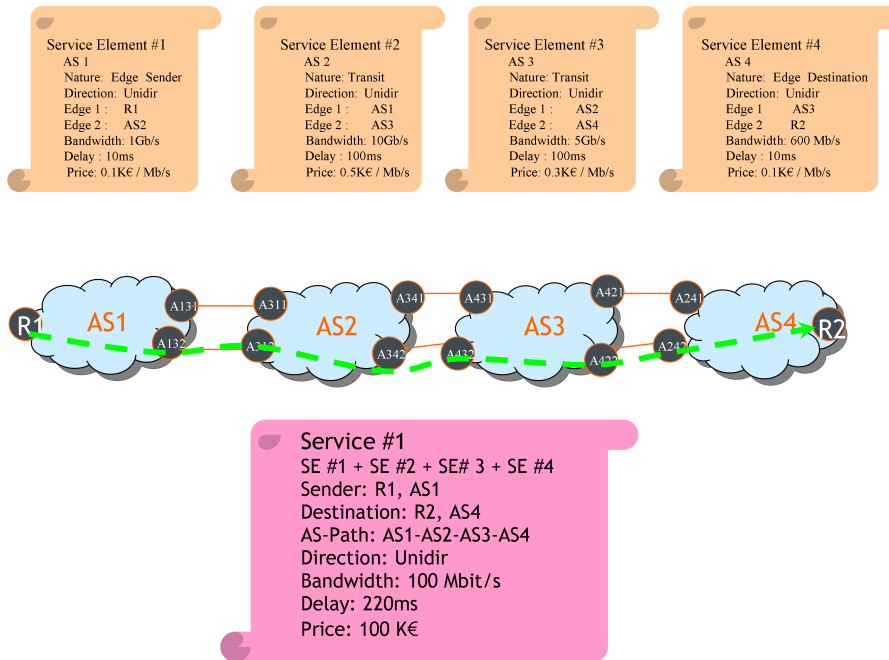 Service Element #1
AS 1
Nature: Edge Sender
Direction: Unidir
Edge 1 : R1
Edge 2 : AS2
Bandwidth: 1Gb/s
Delay : 10ms
Price: 0.1K€ / Mb/s
Service Element #2
AS 2
Nature: Transit
Direction: Unidir
Edge 1 : AS1
Edge 2 : AS3
Bandwidth: 10Gb/s
Delay : 100ms
Price: 0.5K€ / Mb/s
Service Element #3
AS 3
Nature: Transit
Direction: Unidir
Edge 1 : AS2
Edge 2 : AS4
Bandwidth: 5Gb/s
Delay : 100ms
Price: 0.3K€ / Mb/s
Service Element #4
AS 4
Nature: Edge Destination
Direction: Unidir
Edge 1 AS3
Edge 2 R2
Bandwidth: 600 Mb/s
Delay : 10ms
Price: 0.1K€ / Mb/s
A131 A311 A341 A431 A421 A241
R1 AS1 AS2 AS3 AS4 R2
A132 A342 A432
Service #1
SE #1 + SE #2 + SE# 3 + SE #4
Sender: R1, AS1
Destination: R2, AS4
AS-Path: AS1-AS2-AS3-AS4
Direction: Unidir
Bandwidth: 100 Mbit/s
Delay: 220ms
Price: 100 K€